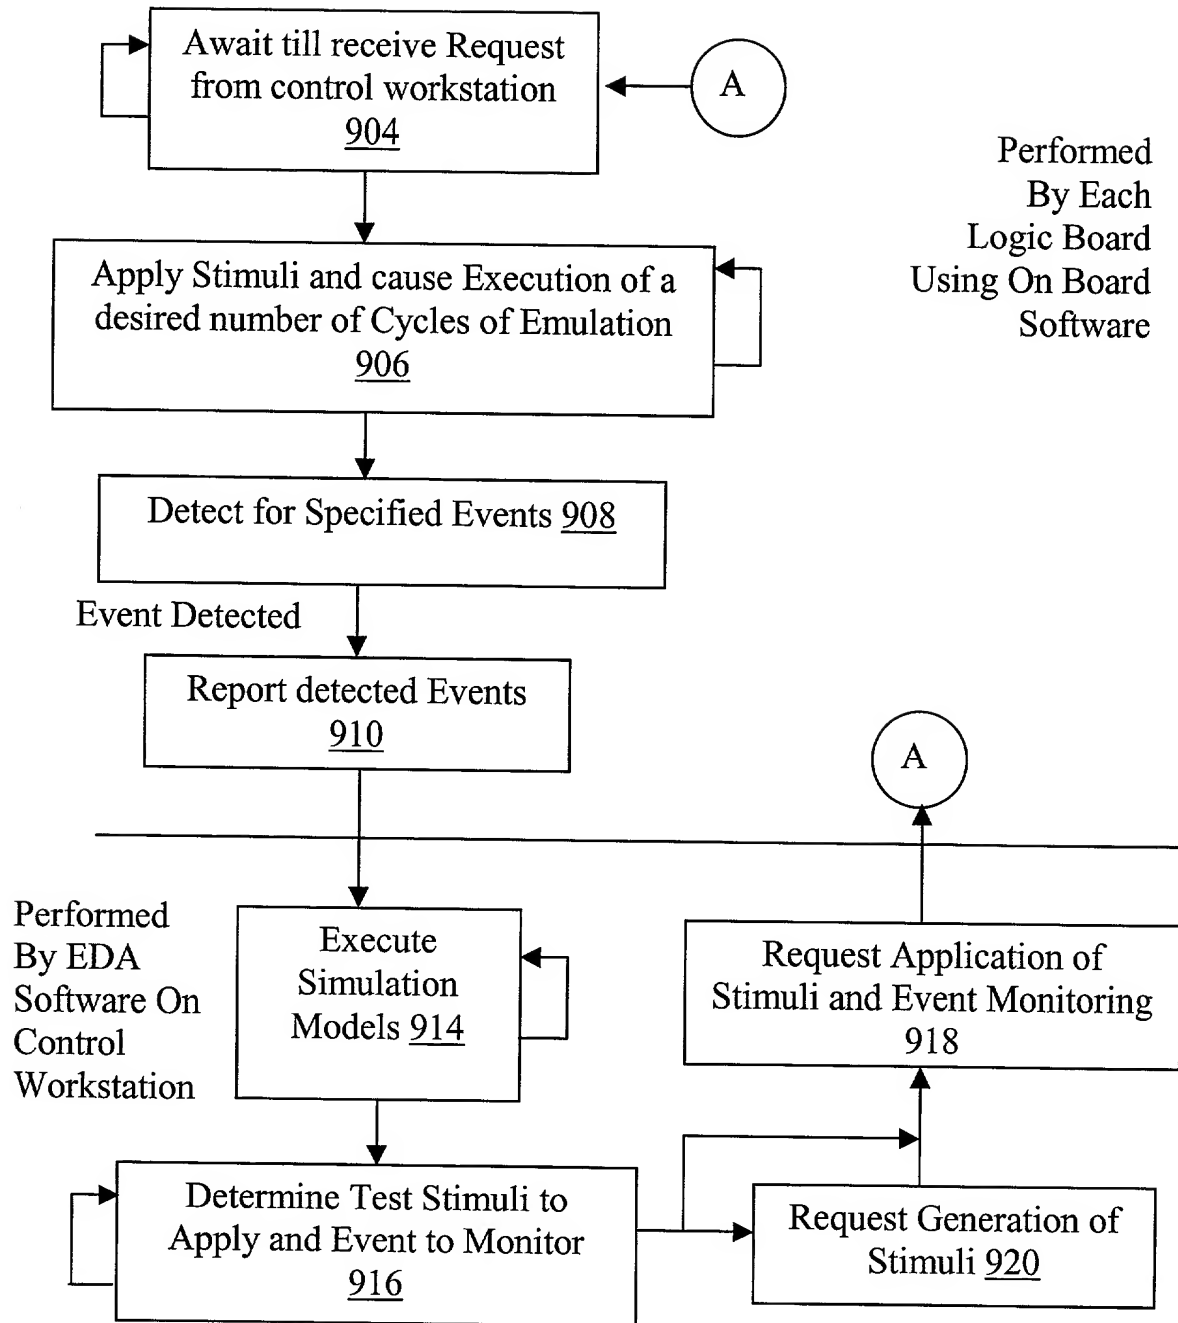 Await till receive Request
from control workstation
904
A
Performed
By Each
Logic Board
Using On Board
Software
Apply Stimuli and cause Execution of a
desired number of Cycles of Emulation
906
Detect for Specified Events 908
Event Detected
Report detected Events
910
A
Performed
By EDA
Software On
Control
Workstation
Execute
Simulation
Models 914
Request Application of
Stimuli and Event Monitoring
918
Determine Test Stimuli to
Apply and Event to Monitor
916
Request Generation of
Stimuli 920